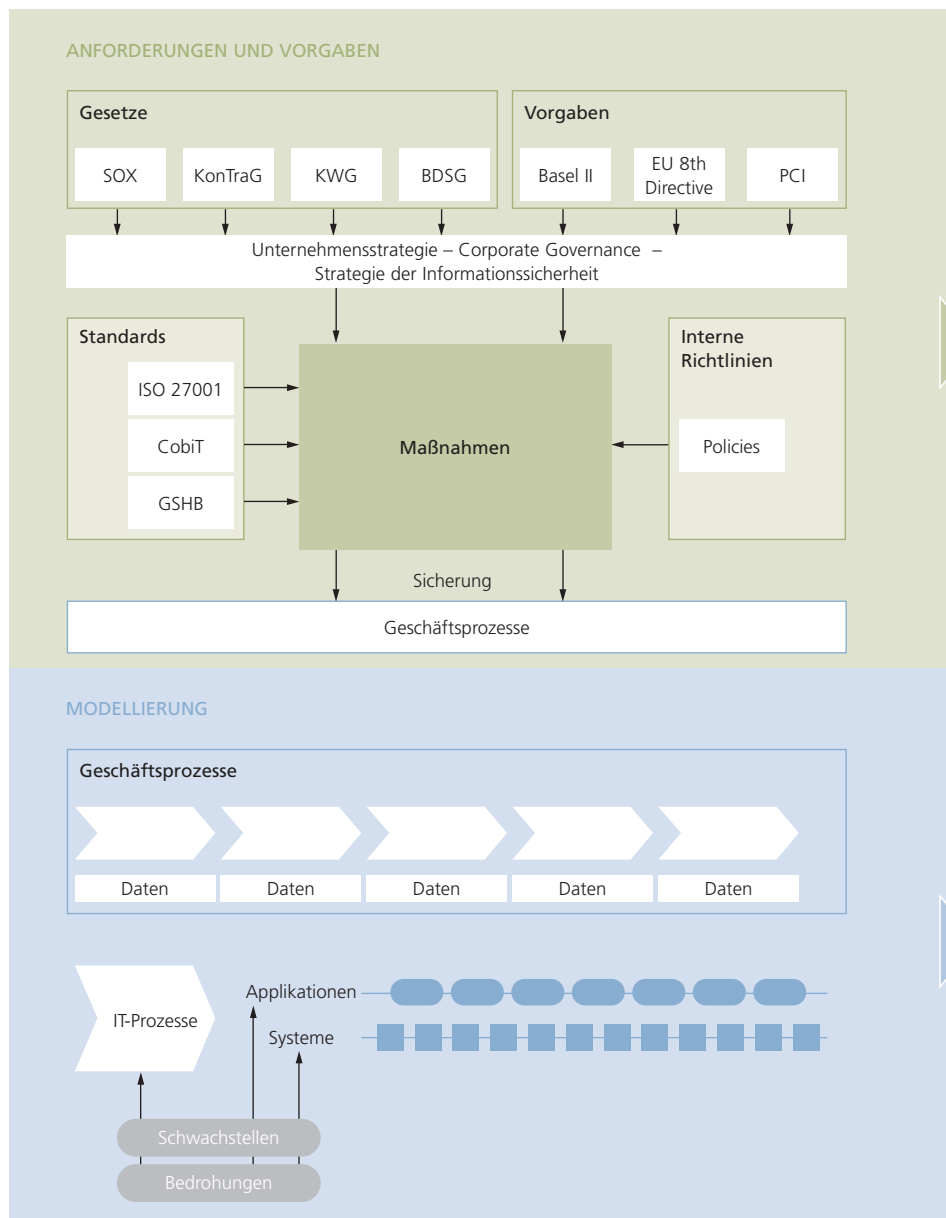 ANFORDERUNGEN UND VORGABEN
Gesetze
SOX
KonTraG
KWG
BDSG
Vorgaben
Basel II
EU 8th
Directive
PCI
Unternehmensstrategie – Corporate Governance –
Strategie der Informationssicherheit
Standards
ISO 27001
CobiT
GSHB
Maßnahmen
Interne
Richtlinien
Policies
Sicherung
Geschäftsprozesse
MODELLIERUNG
Geschäftsprozesse
Daten
Daten
Daten
Daten
Daten
IT-Prozesse
Applikationen
Systeme
Schwachstellen
Bedrohungen